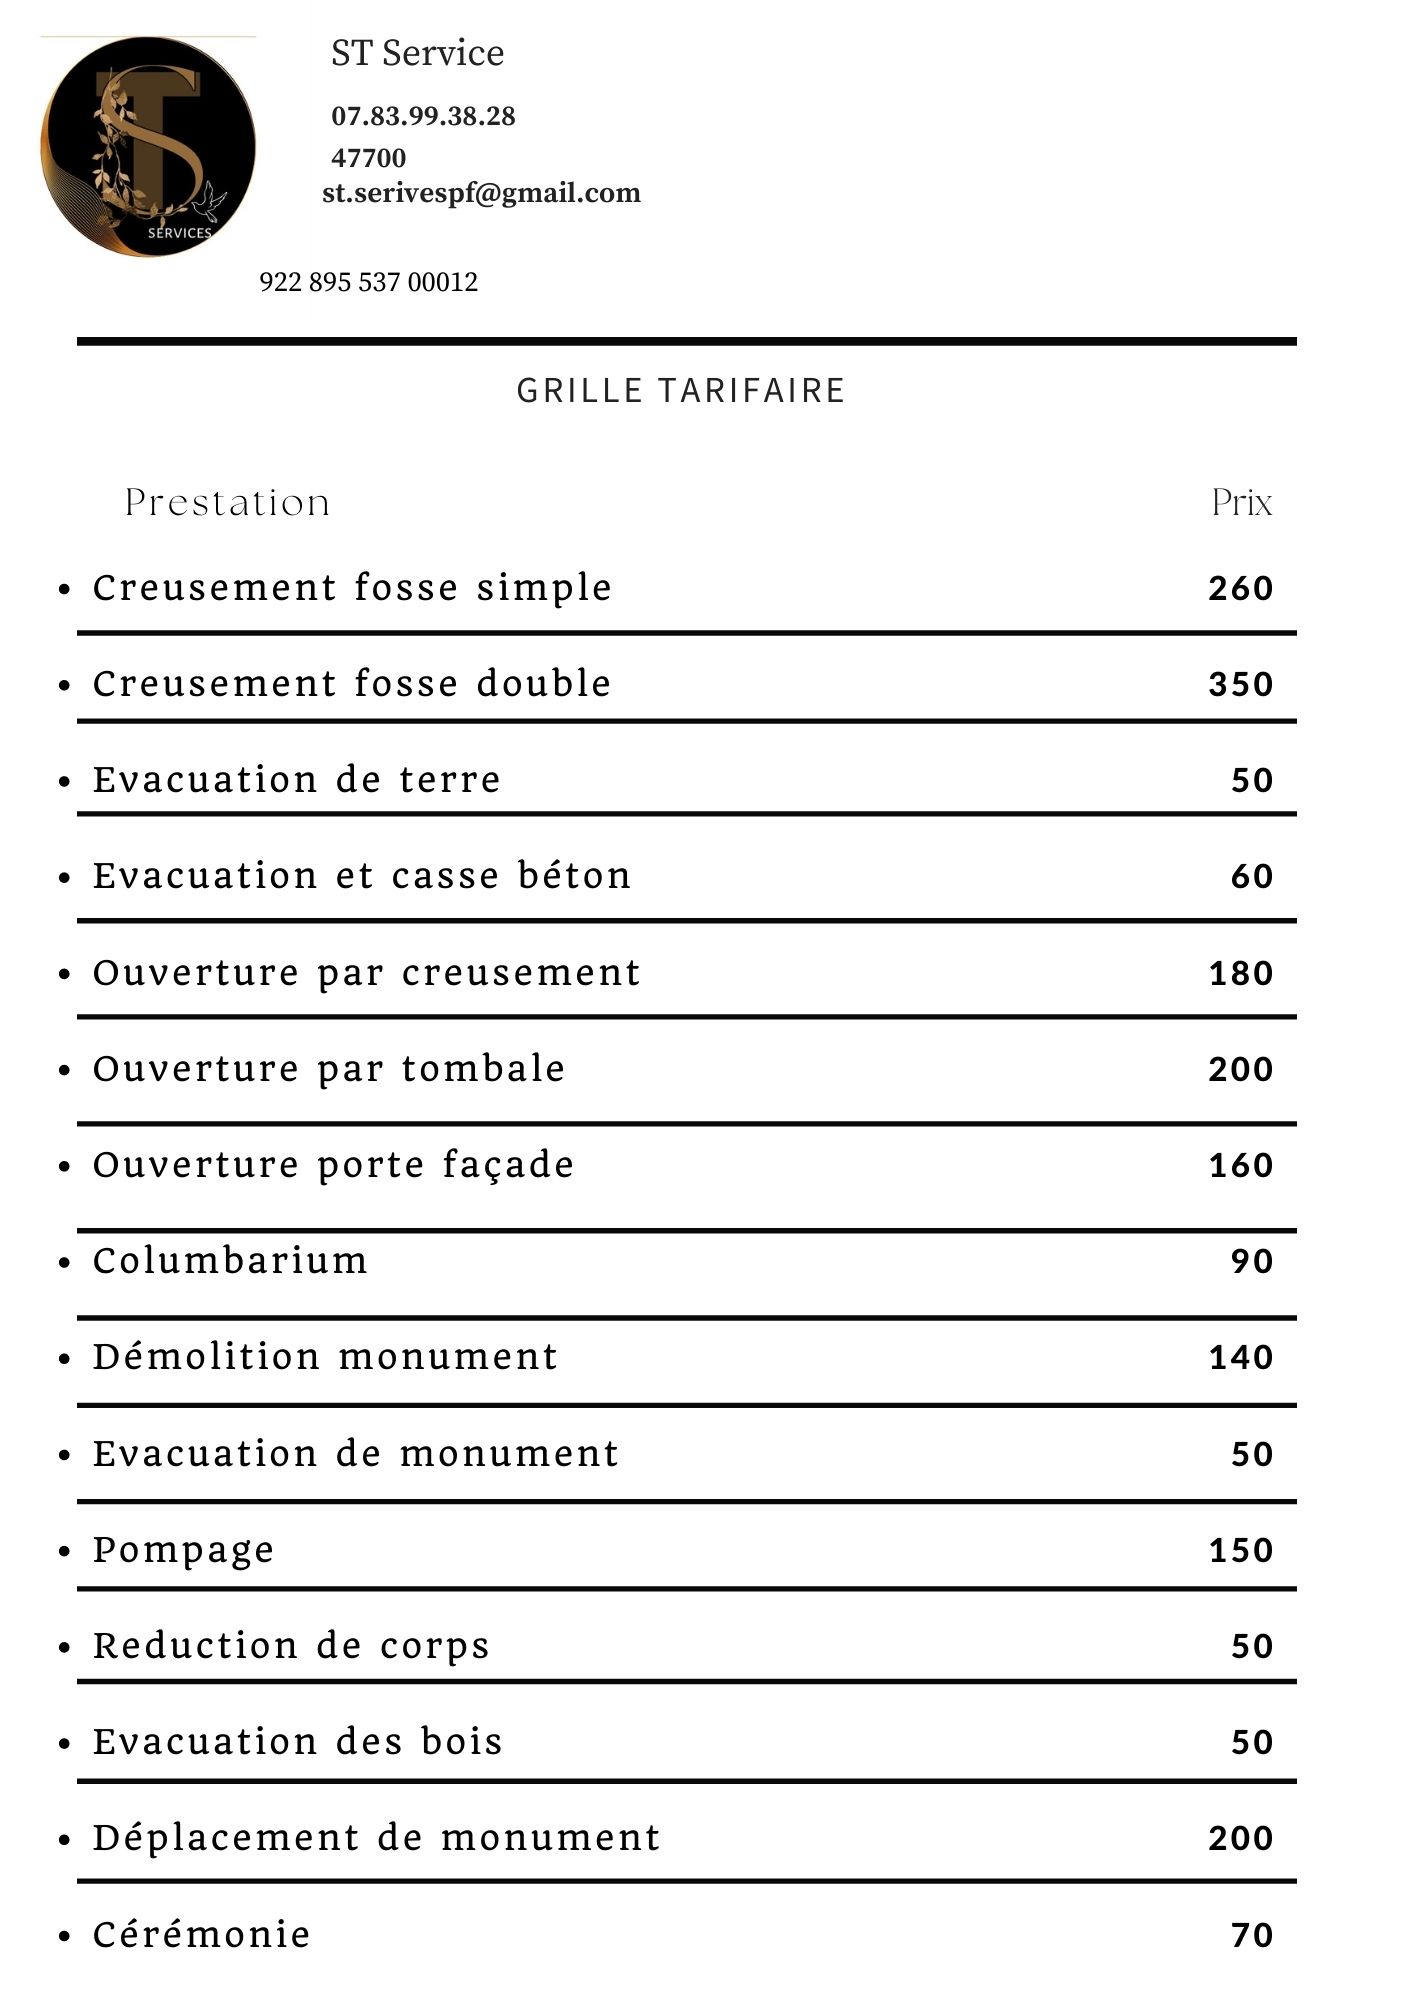 ST Service
07.83.99.38.28
47700
st.serivespf@gmail.com
SERVICES
922 895 537 00012
GRILLE TARIFAIRE
Prestation Prix
• Creusement fosse simple 260
• Creusement fosse double 350
• Evacuation de terre 50
• Evacuation et casse béton 60
• Ouverture par creusement 180
• Ouverture par tombale 200
• Ouverture porte façade 160
• Columbarium 90
• Démolition monument 140
• Evacuation de monument 50
• Pompage 150
• Reduction de corps 50
• Evacuation des bois 50
• Déplacement de monument 200
• Cérémonie 70